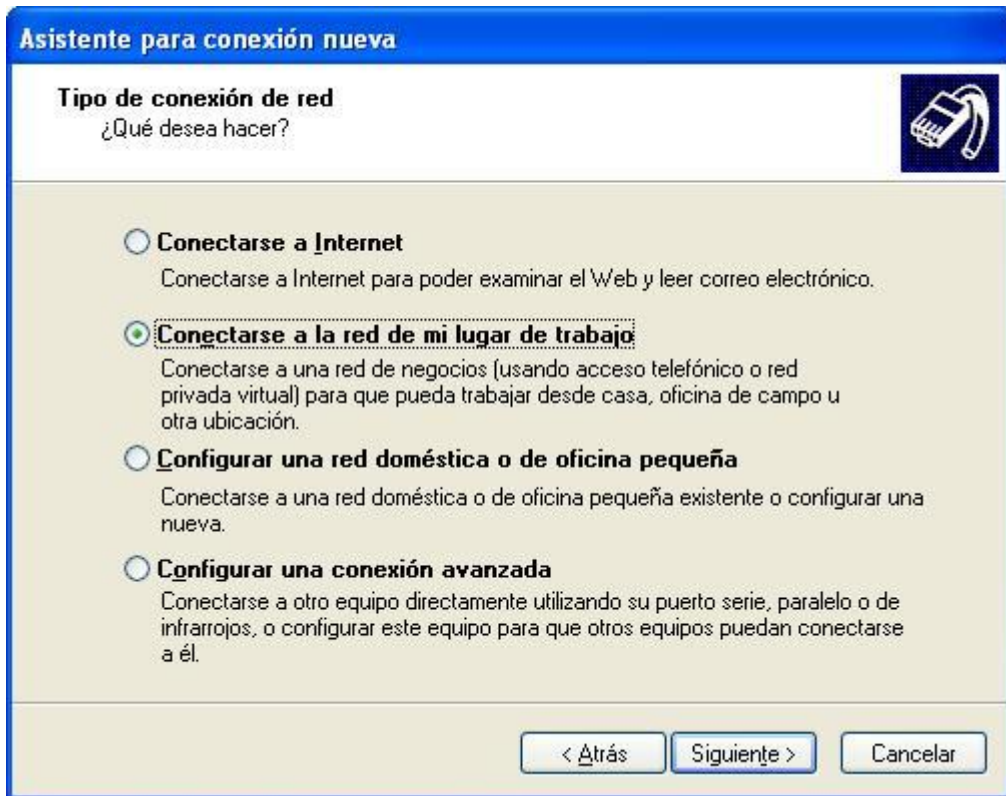 Asistente para conexión nueva
Tipo de conexión de red
¿Qué desea hacer?
Conectarse a Internet
Conectarse a Internet para poder examinar el Web y leer correo electrónico.
Conectarse a la red de mi lugar de trabajo
Conectarse a una red de negocios (usando acceso telefónico o red
privada virtual) para que pueda trabajar desde casa, oficina de campo u
otra ubicación.
Configurar una red doméstica o de oficina pequeña
Conectarse a una red doméstica o de oficina pequeña existente o configurar una
nueva.
Configurar una conexión avanzada
Conectarse a otro equipo directamente utilizando su puerto serie, paralelo o de
infrarrojos, o configurar este equipo para que otros equipos puedan conectarse
a él.
< Atrás
Siguiente >
Cancelar